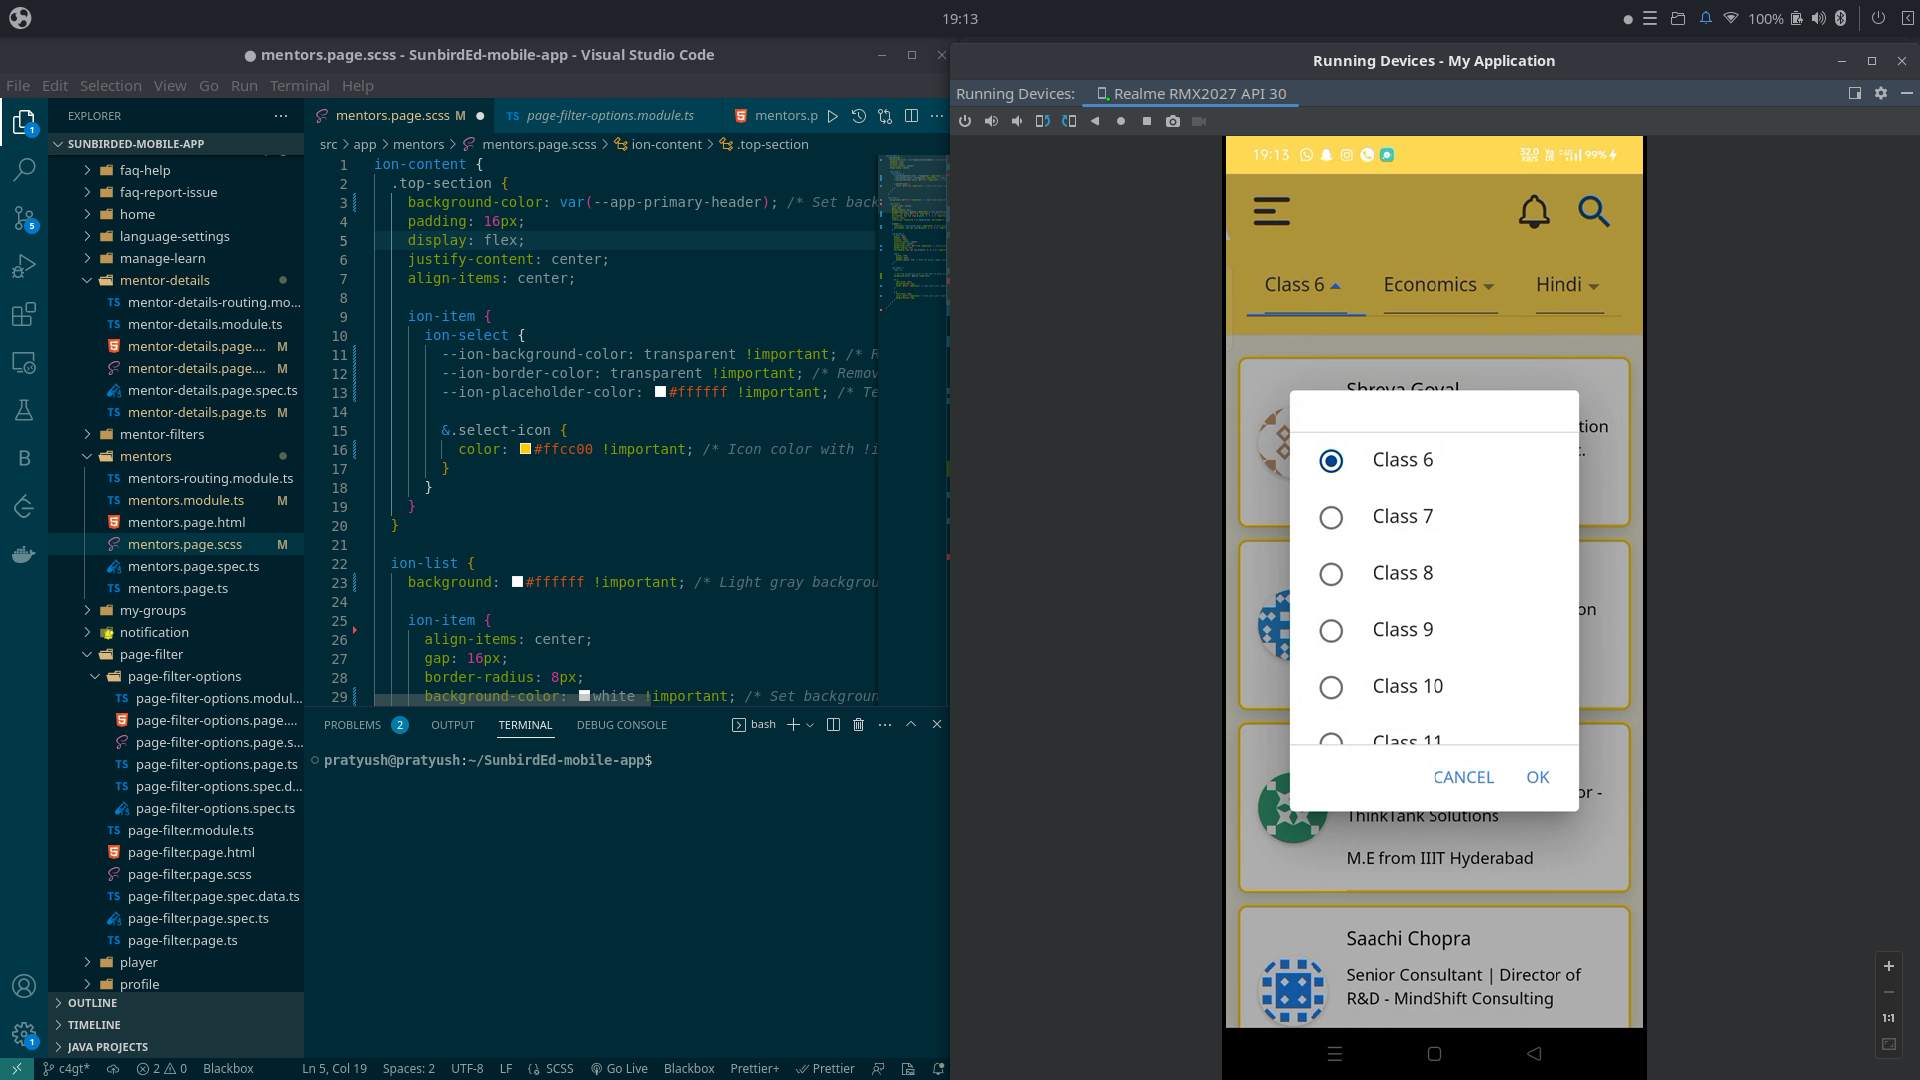 19:13
100%
mentors.page.scss - SunbirdEd-mobile-app - Visual Studio Code
File Edit Selection View Go Run Terminal Help
EXPLORER
SUNBIRDED-MOBILE-APP
faq-help
faq-report-issue
home
language-settings
manage-learn
mentor-details
TS mentor-details-routing.mo...
TS mentor-details.module.ts
mentor-details.page.... M
mentor-details.page.... M
mentor-details.page.spec.ts
TS mentor-details.page.ts M
mentor-filters
mentors
TS mentors-routing.module.ts
TS mentors.module.ts M
mentors.page.html
mentors.page.scss M
mentors.page.spec.ts
TS mentors.page.ts
my-groups
notification
page-filter
page-filter-options
TS page-filter-options.modul...
page-filter-options.page....
page-filter-options.page.s...
TS page-filter-options.page.ts
TS page-filter-options.spec.d...
page-filter-options.spec.ts
TS page-filter.module.ts
page-filter.page.html
page-filter.page.scss
TS page-filter.page.spec.data.ts
page-filter.page.spec.ts
TS page-filter.page.ts
player
profile
OUTLINE
TIMELINE
JAVA PROJECTS
mentors.page.scss M
TS page-filter-options.module.ts
mentors.p
src > app > mentors > mentors.page.scss > ion-content > .top-section
1 ion-content {
2 .top-section {
3 background-color: var(--app-primary-header); /* Set back
4 padding: 16px;
5 display: flex;
6 justify-content: center;
7 align-items: center;
8
9 ion-item {
10 ion-select {
11 --ion-background-color: transparent !important; /* R
12 --ion-border-color: transparent !important; /* Remov
13 --ion-placeholder-color: #ffffff !important; /* Te
14
15 &.select-icon {
16 color: #ffcc00 !important; /* Icon color with !i
17 }
18 }
19 }
20 }
21
22 ion-list {
23 background: #ffffff !important; /* Light gray backgrou
24
25 ion-item {
26 align-items: center;
27 gap: 16px;
28 border-radius: 8px;
29 background-color: white !important; /* Set backgroun
PROBLEMS 2 OUTPUT TERMINAL DEBUG CONSOLE bash
pratyush@pratyush:~/SunbirdEd-mobile-app$
c4gt* 2 0 Blackbox Ln 5, Col 19 Spaces: 2 UTF-8 LF SCSS Go Live Blackbox Prettier+ Prettier
Running Devices - My Application
Running Devices: Realme RMX2027 API 30
19:13
99%
Class 6 Economics Hindi
Shreya Goyal
tion
Class 6
Class 7
Class 8
Class 9
Class 10
Class 11
CANCEL OK
on
or -
ThinkTank Solutions
M.E from IIIT Hyderabad
Saachi Chopra
Senior Consultant | Director of
R&D - MindShift Consulting
1:1